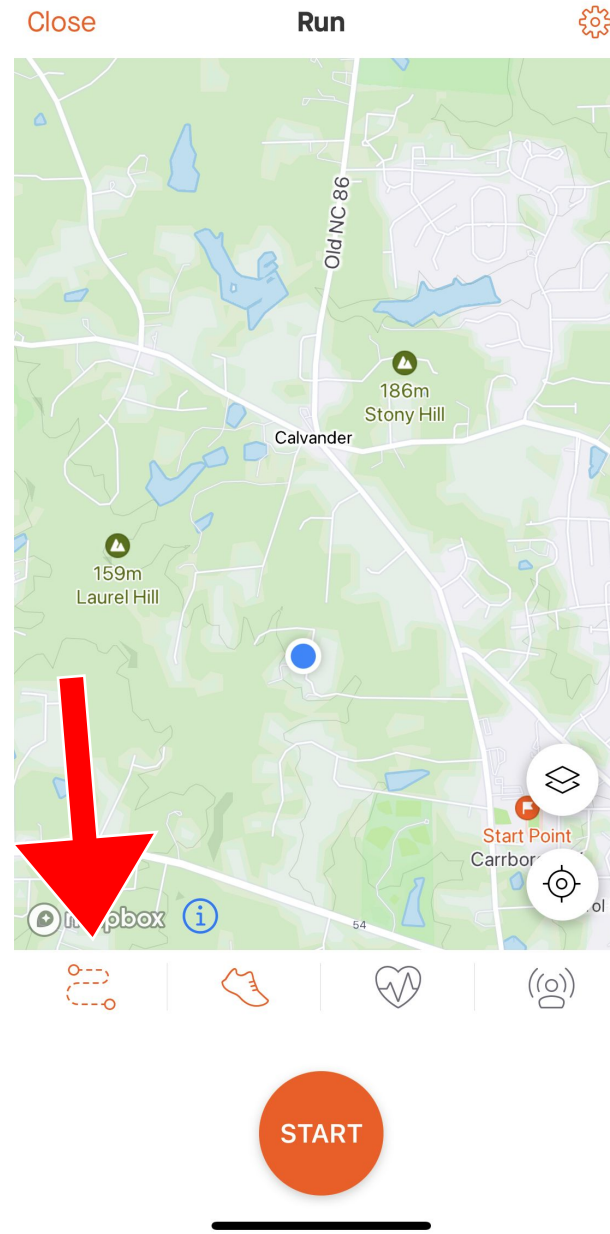 Close
Run
Old NC 86
186m
Stony Hill
Calvander
159m
Laurel Hill
Start Point
54
START